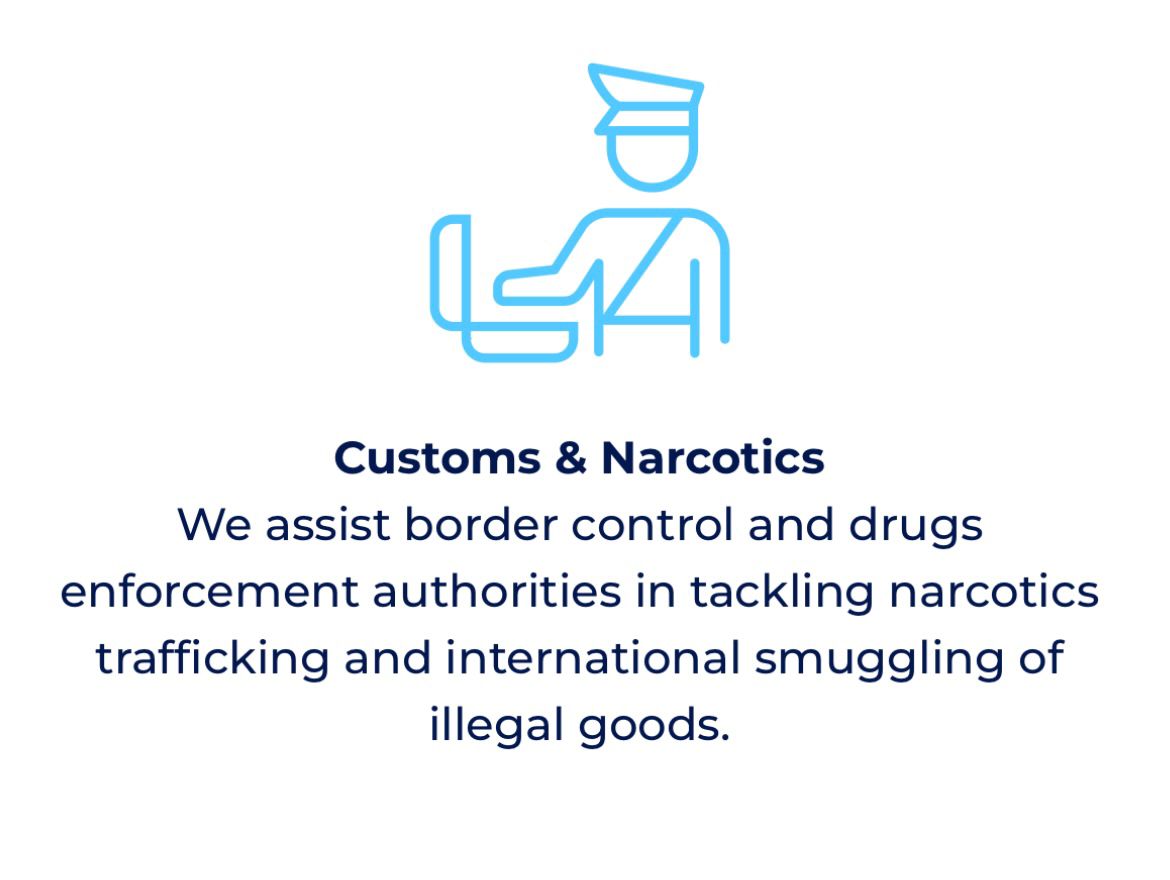 Customs & Narcotics
We assist border control and drugs
enforcement authorities in tackling narcotics
trafficking and international smuggling of
illegal goods.